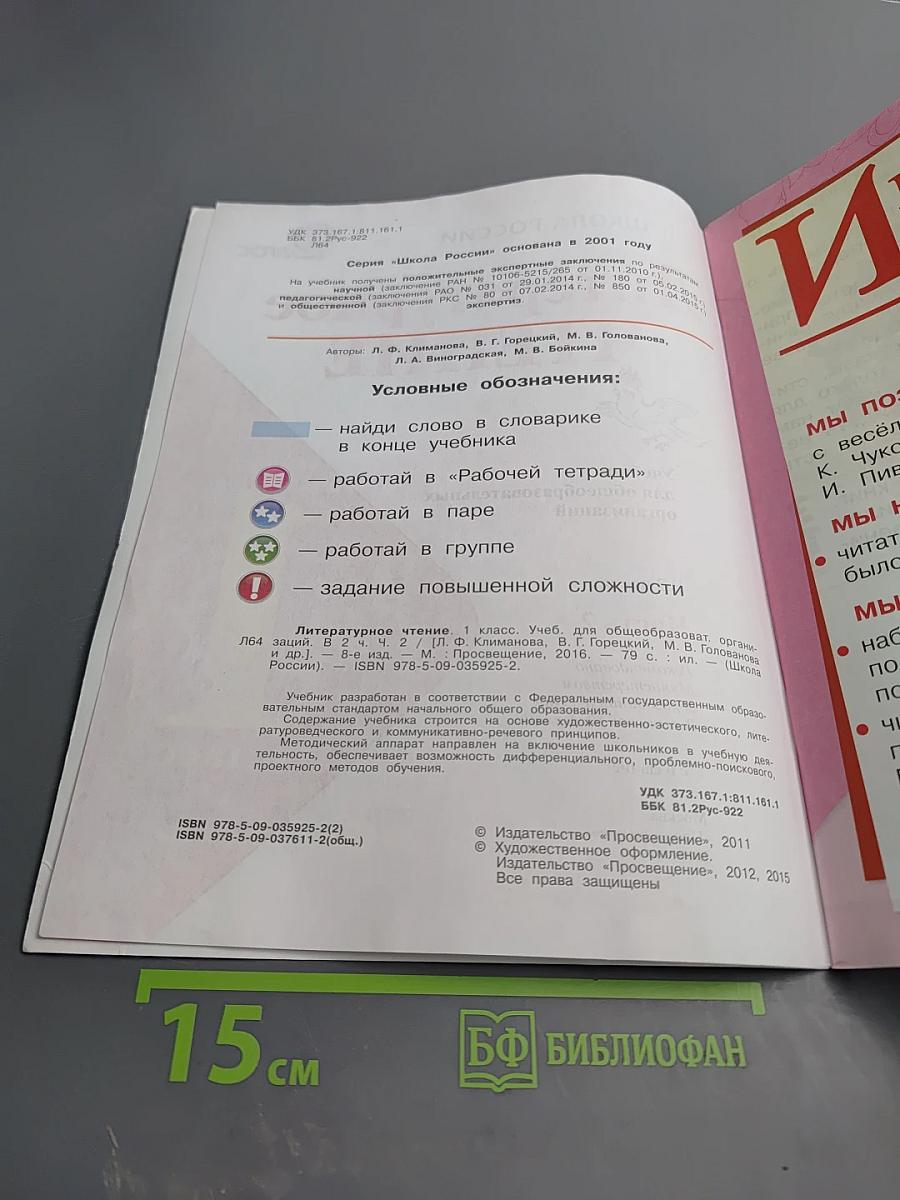 УДК 373.167.1:811.161.1
ББК 81.2Рус-922
Л64
Серия «Школа России» основана в 2001 году
На учебник получены положительные экспертные заключения по результатам
научной (заключение РАН № 10106-5215/265 от 01.11.2010 г.),
педагогической (заключения РАО № 031 от 29.01.2014 г., № 180 от 05.02.2015 г.)
и общественной (заключения РКС № 80 от 07.02.2014 г., № 850 от 01.04.2015 г.)
экспертиз.
Авторы: Л. Ф. Климанова, В. Г. Горецкий, М. В. Голованова,
Л. А. Виноградская, М. В. Бойкина
Условные обозначения:
— найди слово в словарике
в конце учебника
— работай в «Рабочей тетради»
— работай в паре
— работай в группе
— задание повышенной сложности
Литературное чтение. 1 класс. Учеб. для общеобразоват. органи-
Л64 заций. В 2 ч. Ч. 2 / [Л. Ф. Климанова, В. Г. Горецкий, М. В. Голованова
и др.]. — 8-е изд. — М. : Просвещение, 2016. — 79 с. : ил. — (Школа
России). — ISBN 978-5-09-035925-2.
Учебник разработан в соответствии с Федеральным государственным образо-
вательным стандартом начального общего образования.
Содержание учебника строится на основе художественно-эстетического, лите-
ратуроведческого и коммуникативно-речевого принципов.
Методический аппарат направлен на включение школьников в учебную дея-
тельность, обеспечивает возможность дифференциального, проблемно-поискового,
проектного методов обучения.
УДК 373.167.1:811.161.1
ББК 81.2Рус-922
ISBN 978-5-09-035925-2(2)
ISBN 978-5-09-037611-2(общ.)
© Издательство «Просвещение», 2011
© Художественное оформление.
Издательство «Просвещение», 2012, 2015
Все права защищены
мы
с
К.
И.
мы
• читат
было
мы
•
по
•
15 см
БФ БИБЛИОФАН